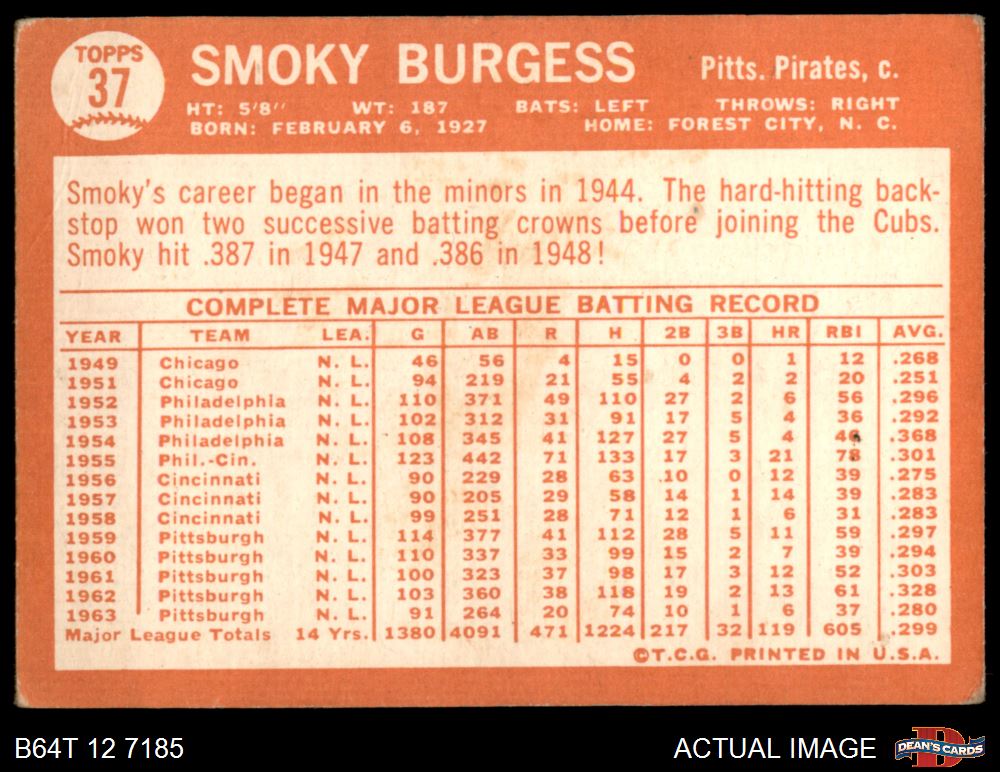 TOPPS
37
SMOKY BURGESS
Pitts. Pirates, c.
HT: 5'8" WT: 187 BATS: LEFT THROWS: RIGHT
BORN: FEBRUARY 6, 1927 HOME: FOREST CITY, N. C.
Smoky's career began in the minors in 1944. The hard-hitting back-
stop won two successive batting crowns before joining the Cubs.
Smoky hit .387 in 1947 and .386 in 1948!
COMPLETE MAJOR LEAGUE BATTING RECORD
YEAR TEAM LEA. G AB R H 2B 3B HR RBI AVG.
1949 Chicago N. L. 46 56 4 15 0 0 1 12 .268
1951 Chicago N. L. 94 219 21 55 4 2 2 20 .251
1952 Philadelphia N. L. 110 371 49 110 27 2 6 56 .296
1953 Philadelphia N. L. 102 312 31 91 17 5 4 36 .292
1954 Philadelphia N. L. 108 345 41 127 27 5 4 46 .368
1955 Phil.-Cin. N. L. 123 442 71 133 17 3 21 78 .301
1956 Cincinnati N. L. 90 229 28 63 10 0 12 39 .275
1957 Cincinnati N. L. 90 205 29 58 14 1 14 39 .283
1958 Cincinnati N. L. 99 251 28 71 12 1 6 31 .283
1959 Pittsburgh N. L. 114 377 41 112 28 5 11 59 .297
1960 Pittsburgh N. L. 110 337 33 99 15 2 7 39 .294
1961 Pittsburgh N. L. 100 323 37 98 17 3 12 52 .303
1962 Pittsburgh N. L. 103 360 38 118 19 2 13 61 .328
1963 Pittsburgh N. L. 91 264 20 74 10 1 6 37 .280
Major League Totals 14 Yrs. 1380 4091 471 1224 217 32 119 605 .299
©T.C.G. PRINTED IN U.S.A.
B64T 12 7185
ACTUAL IMAGE
DEAN'S CARDS